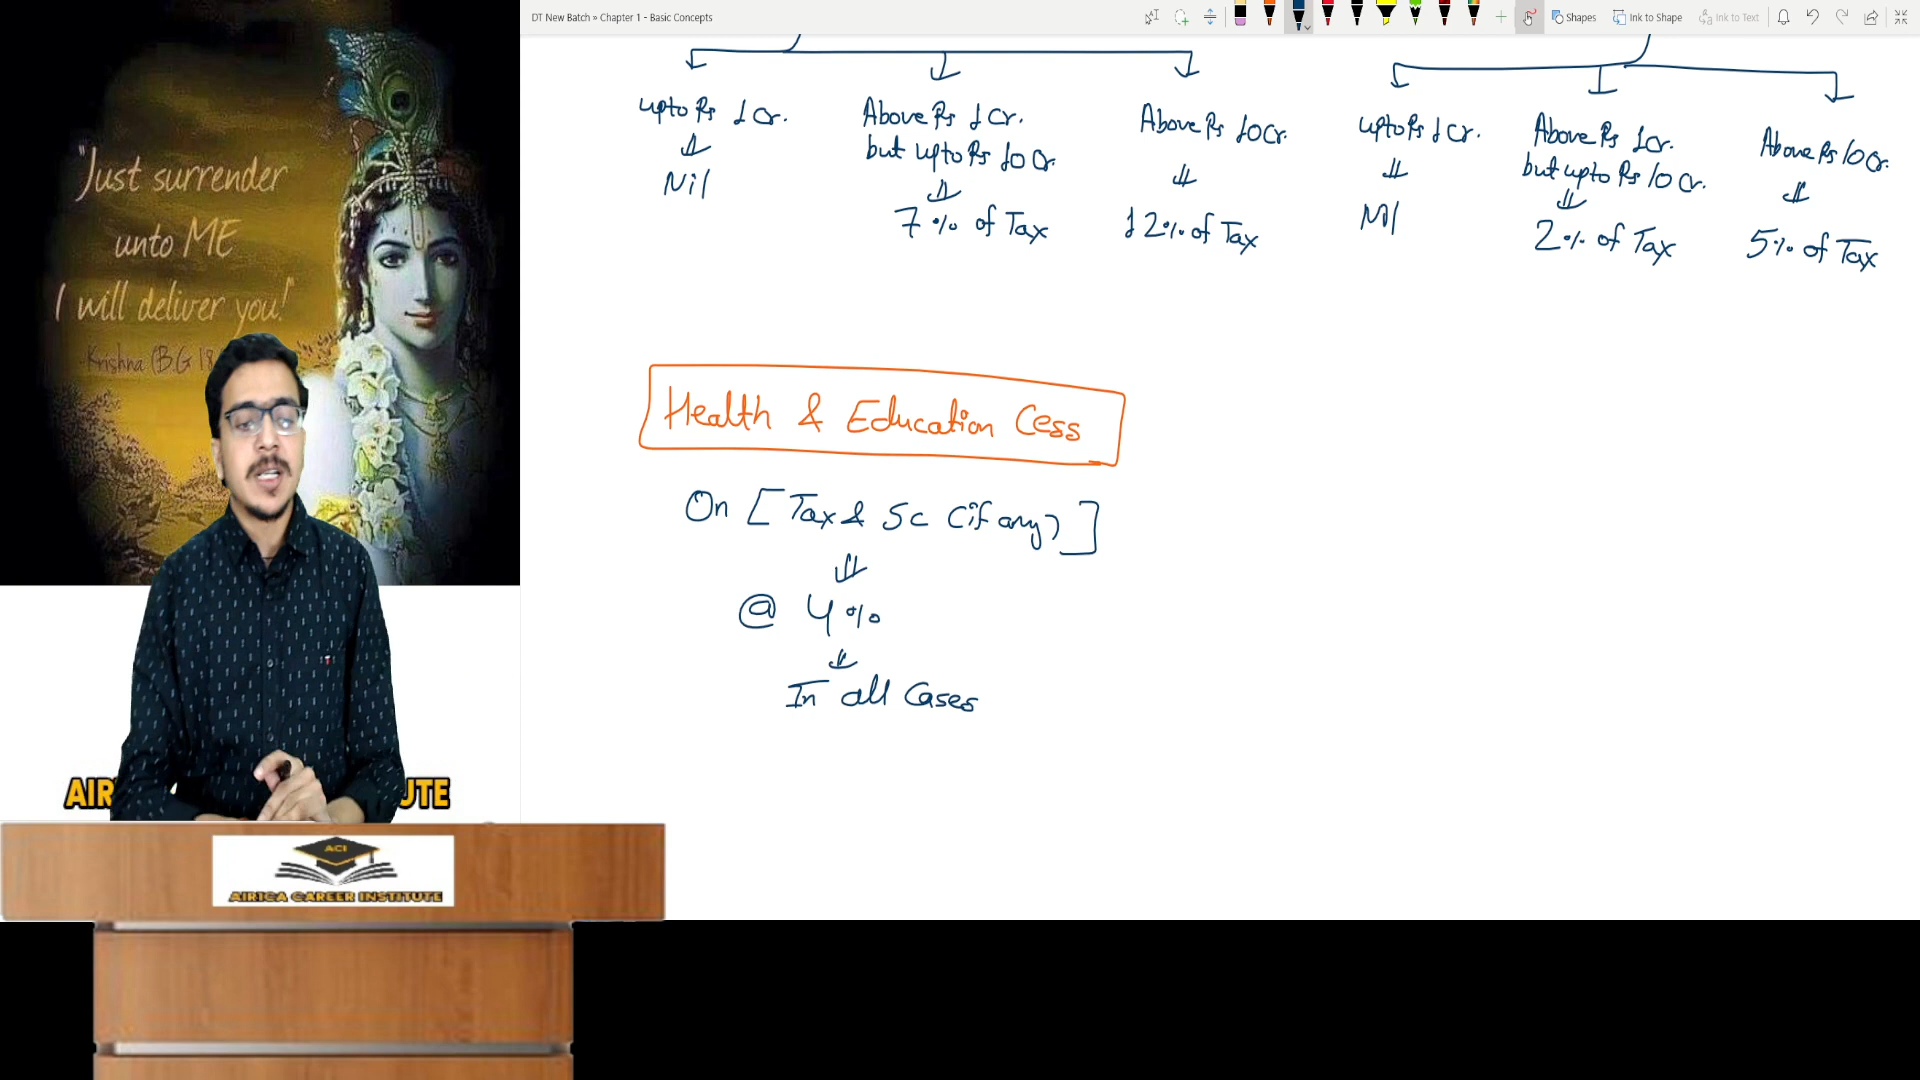 DT New Batch » Chapter 1 - Basic Concepts
Shapes
Ink to Shape
Ink to Text
upto Rs 1 Cr.
Nil
Above Rs 1 Cr.
but upto Rs 10 Cr.
7% of Tax
Above Rs 10 Cr.
12% of Tax
upto Rs 1 Cr.
Nil
Above Rs 1 Cr.
but upto Rs 10 Cr.
2% of Tax
Above Rs 10 Cr.
5% of Tax
"Just surrender
unto ME
I will deliver you!"
-Krishna (B.G 18
Health & Education Cess
On [Tax & SC (if any)]
@ 4%
In all Cases
AIR
UTE
ACI
AIR1CA CAREER INSTITUTE